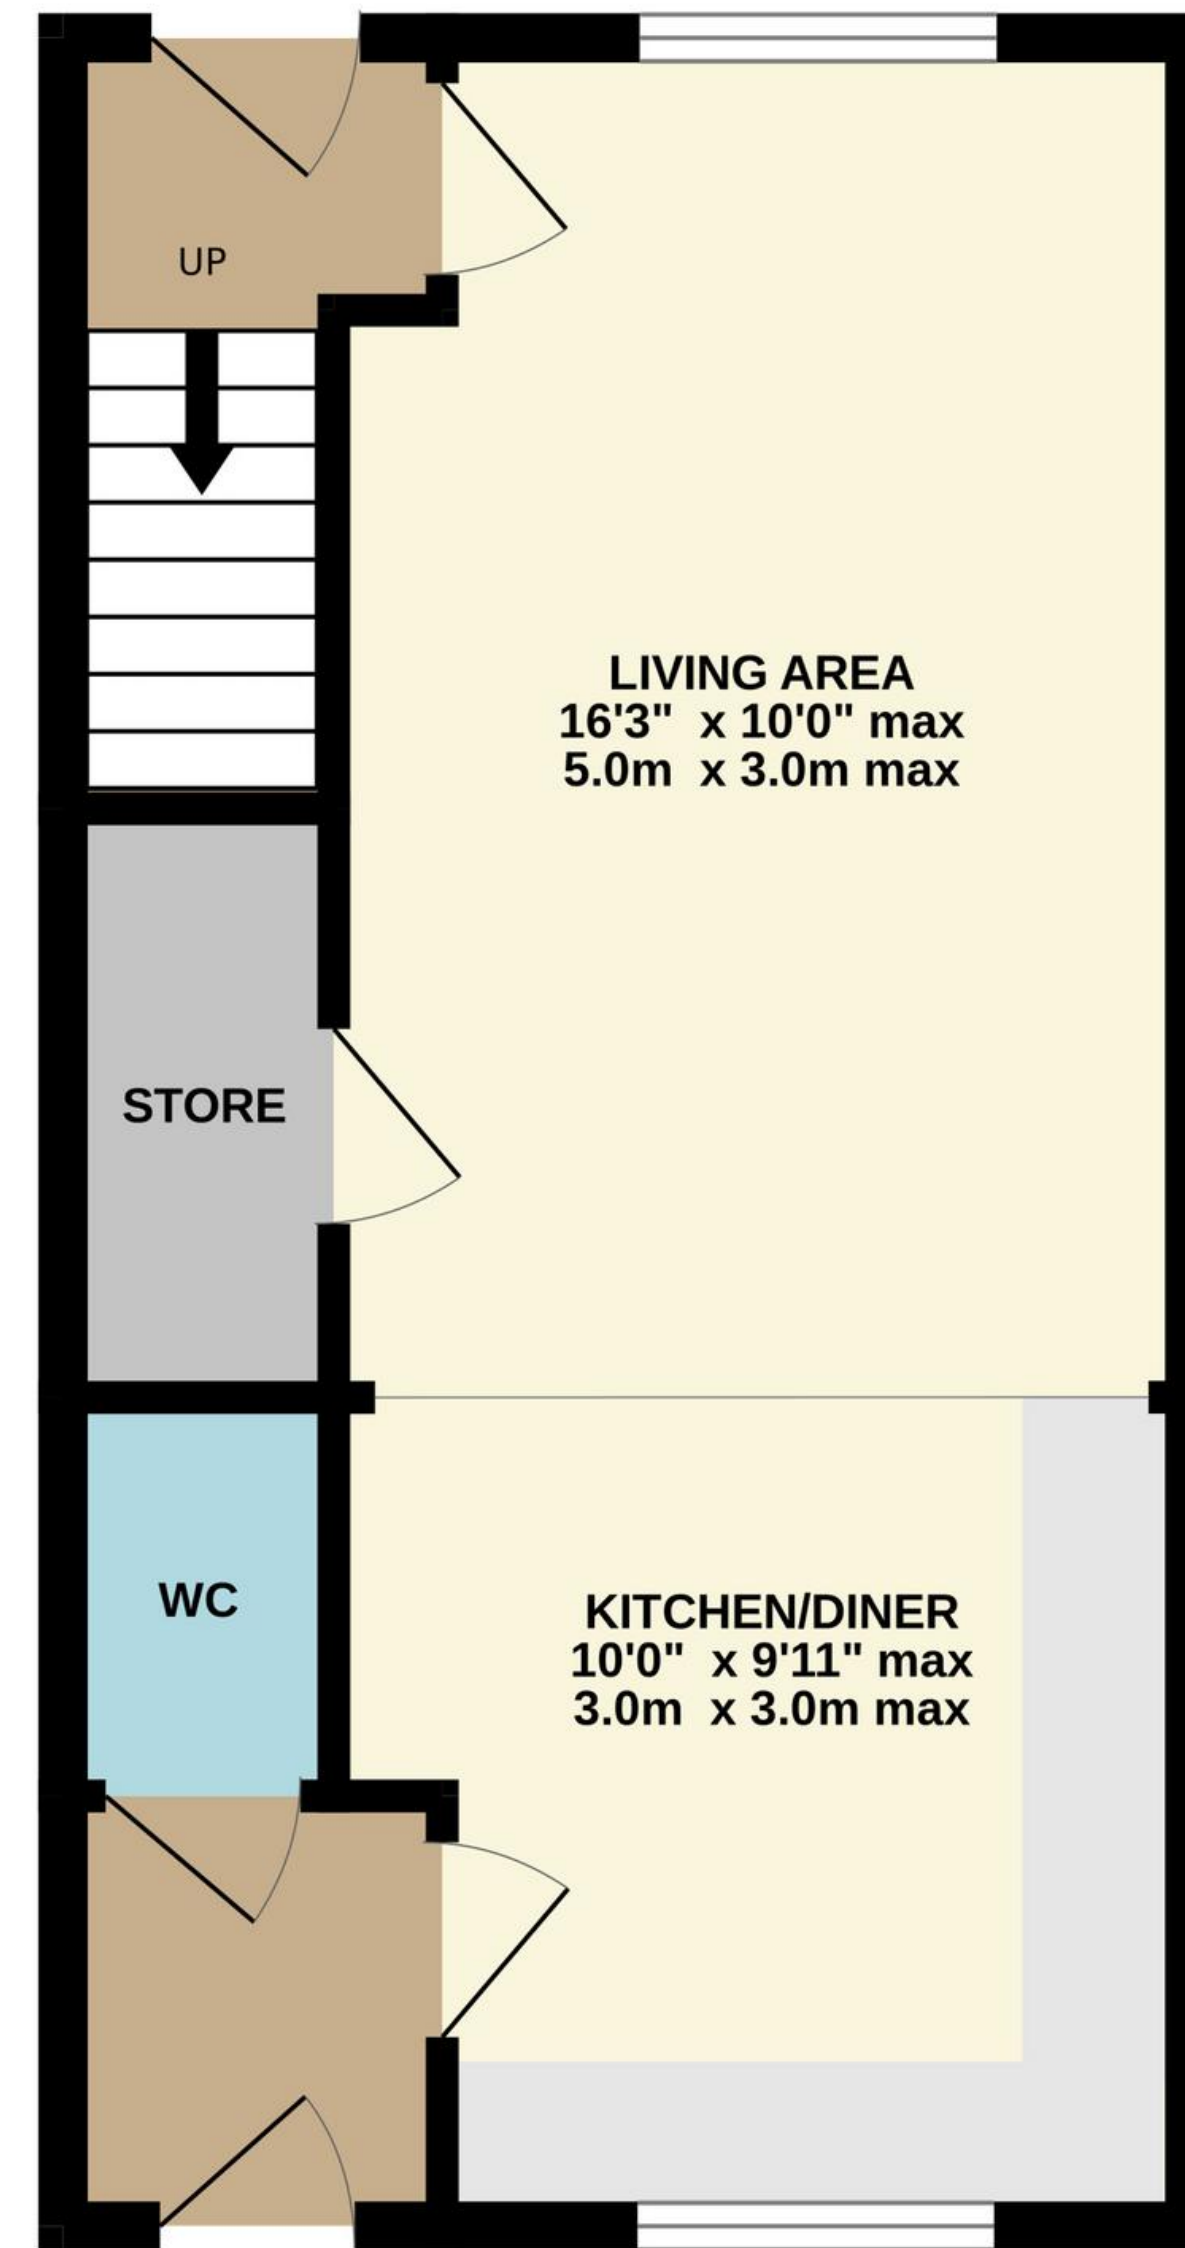 UP
LIVING AREA
16'3" x 10'0" max
5.0m x 3.0m max
STORE
WC
KITCHEN/DINER
10'0" x 9'11" max
3.0m x 3.0m max